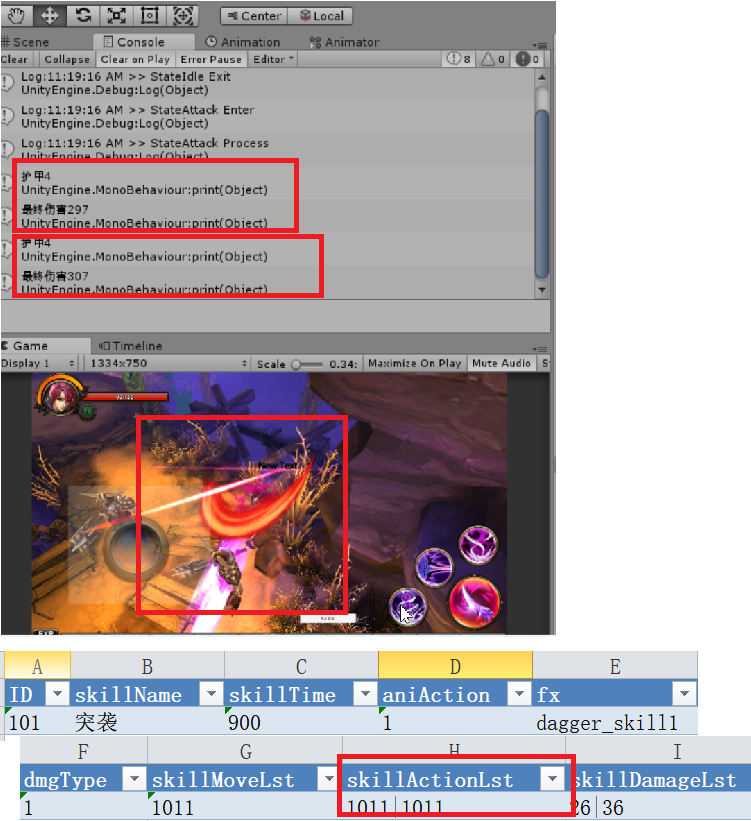 Center Local
# Scene Console Animation Animator
Clear Collapse Clear on Play Error Pause Editor 8 0 0
Log:11:19:16 AM >> StateIdle Exit
UnityEngine.Debug:Log(Object)
Log:11:19:16 AM >> StateAttack Enter
UnityEngine.Debug:Log(Object)
Log:11:19:16 AM >> StateAttack Process
UnityEngine.Debug:Log(Object)
护甲4
UnityEngine.MonoBehaviour:print(Object)
最终伤害297
UnityEngine.MonoBehaviour:print(Object)
护甲4
UnityEngine.MonoBehaviour:print(Object)
最终伤害307
UnityEngine.MonoBehaviour:print(Object)
Game Timeline
Display 1 1334x750 Scale 0.34: Maximize On Play Mute Audio S
New Text
EXP
A B C D E
ID skillName skillTime aniAction fx
101 突袭 900 1 dagger_skill1
F G H I
dmgType skillMoveLst skillActionLst skillDamageLst
1 1011 1011|1011 26|36